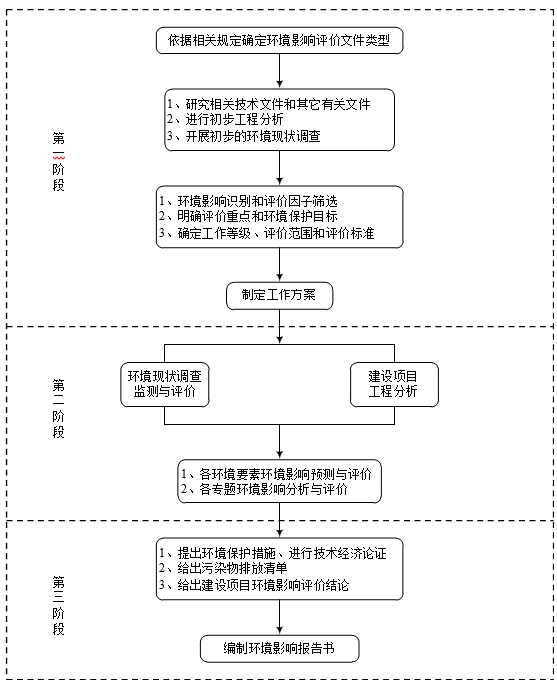 依据相关规定确定环境影响评价文件类型
1、研究相关技术文件和其它有关文件
2、进行初步工程分析
3、开展初步的环境现状调查
第一阶段
1、环境影响识别和评价因子筛选
2、明确评价重点和环境保护目标
3、确定工作等级、评价范围和评价标准
制定工作方案
第二阶段
环境现状调查
监测与评价
建设项目
工程分析
1、各环境要素环境影响预测与评价
2、各专题环境影响分析与评价
第三阶段
1、提出环境保护措施、进行技术经济论证
2、给出污染物排放清单
3、给出建设项目环境影响评价结论
编制环境影响报告书